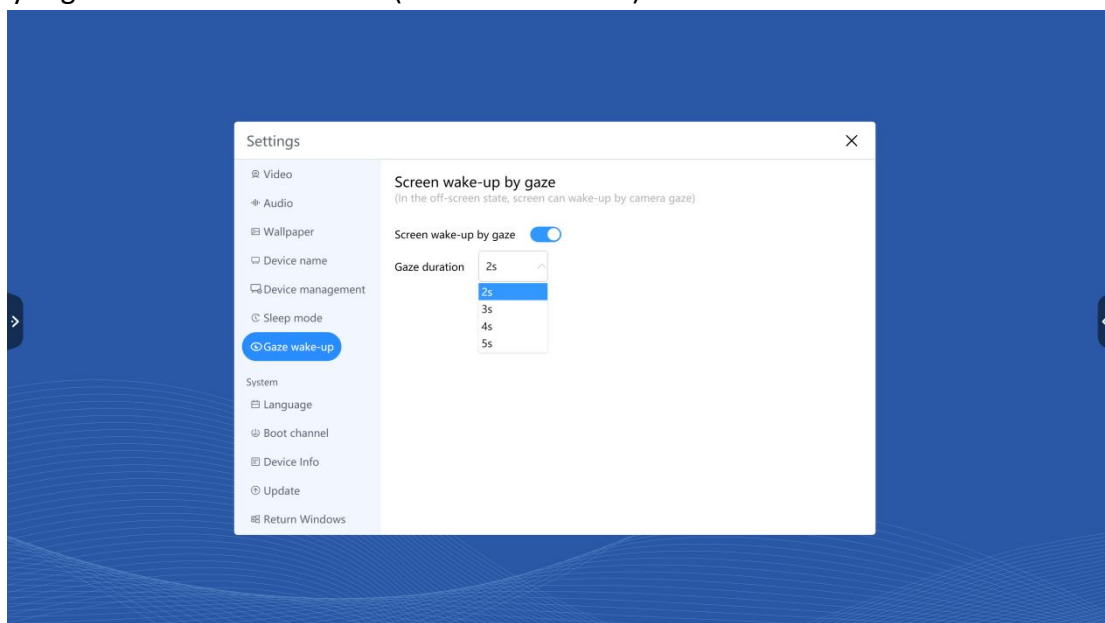 Settings
Video
Audio
Wallpaper
Device name
Device management
Sleep mode
Gaze wake-up
System
Language
Boot channel
Device Info
Update
Return Windows
Screen wake-up by gaze
(In the off-screen state, screen can wake-up by camera gaze)
Screen wake-up by gaze
Gaze duration 2s
2s
3s
4s
5s